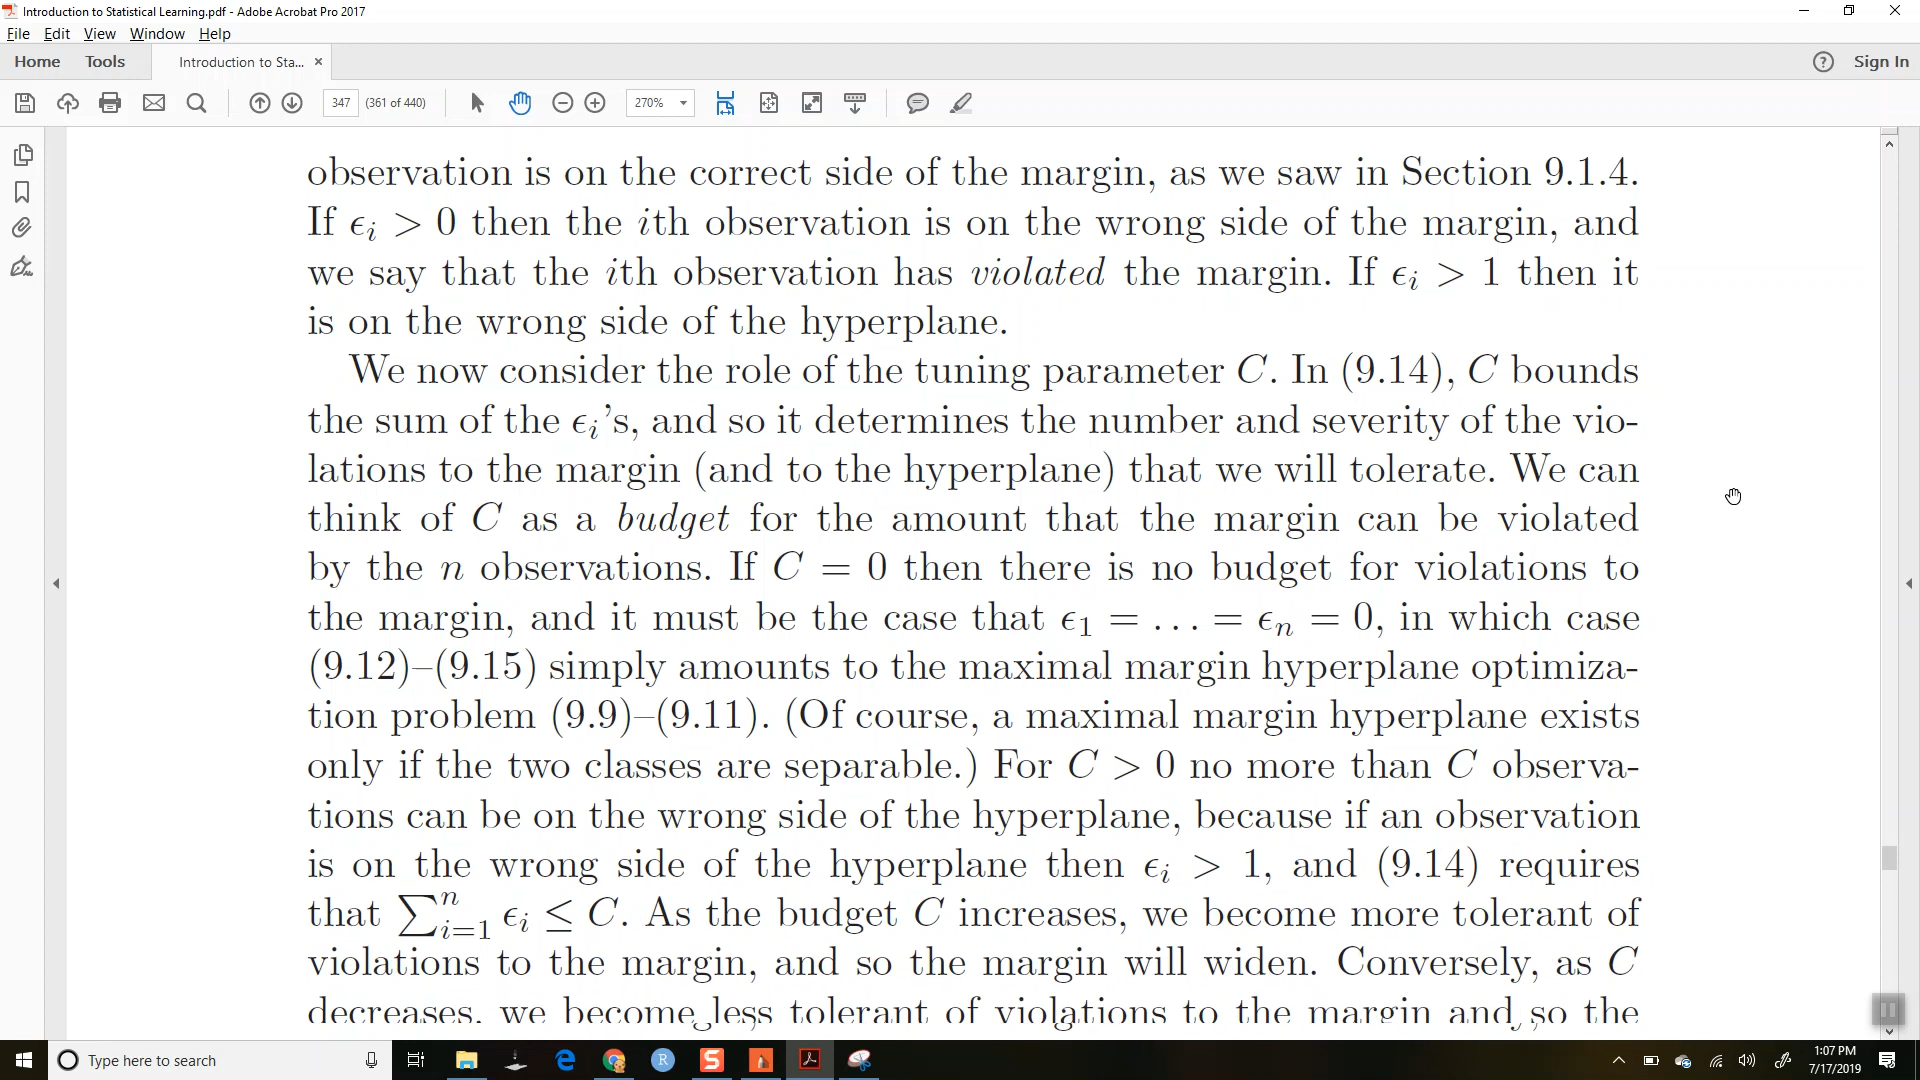 Introduction to Statistical Learning.pdf - Adobe Acrobat Pro 2017
File Edit View Window Help
Home Tools Introduction to Sta... × ? Sign In
347 (361 of 440) 270%
observation is on the correct side of the margin, as we saw in Section 9.1.4.
If ϵᵢ > 0 then the ith observation is on the wrong side of the margin, and
we say that the ith observation has violated the margin. If ϵᵢ > 1 then it
is on the wrong side of the hyperplane.
We now consider the role of the tuning parameter C. In (9.14), C bounds
the sum of the ϵᵢ's, and so it determines the number and severity of the vio-
lations to the margin (and to the hyperplane) that we will tolerate. We can
think of C as a budget for the amount that the margin can be violated
by the n observations. If C = 0 then there is no budget for violations to
the margin, and it must be the case that ϵ₁ = ... = ϵₙ = 0, in which case
(9.12)–(9.15) simply amounts to the maximal margin hyperplane optimiza-
tion problem (9.9)–(9.11). (Of course, a maximal margin hyperplane exists
only if the two classes are separable.) For C > 0 no more than C observa-
tions can be on the wrong side of the hyperplane, because if an observation
is on the wrong side of the hyperplane then ϵᵢ > 1, and (9.14) requires
that ∑ⁿᵢ₌₁ ϵᵢ ≤ C. As the budget C increases, we become more tolerant of
violations to the margin, and so the margin will widen. Conversely, as C
decreases, we become less tolerant of violations to the margin and so the
Type here to search
R S
1:07 PM
7/17/2019